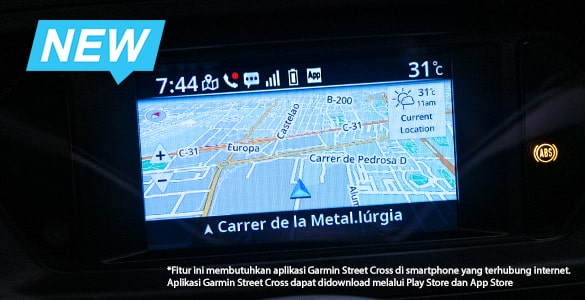 NEW
7:44 App 31°C
B-200
31°C
11am
Current
Location
Castelao
C-31
C-31 Europa
Carrer de Pedrosa D
+
−
Alum
Carrer de la Metal.lúrgia
ABS
*Fitur ini membutuhkan aplikasi Garmin Street Cross di smartphone yang terhubung internet.
Aplikasi Garmin Street Cross dapat didownload melalui Play Store dan App Store